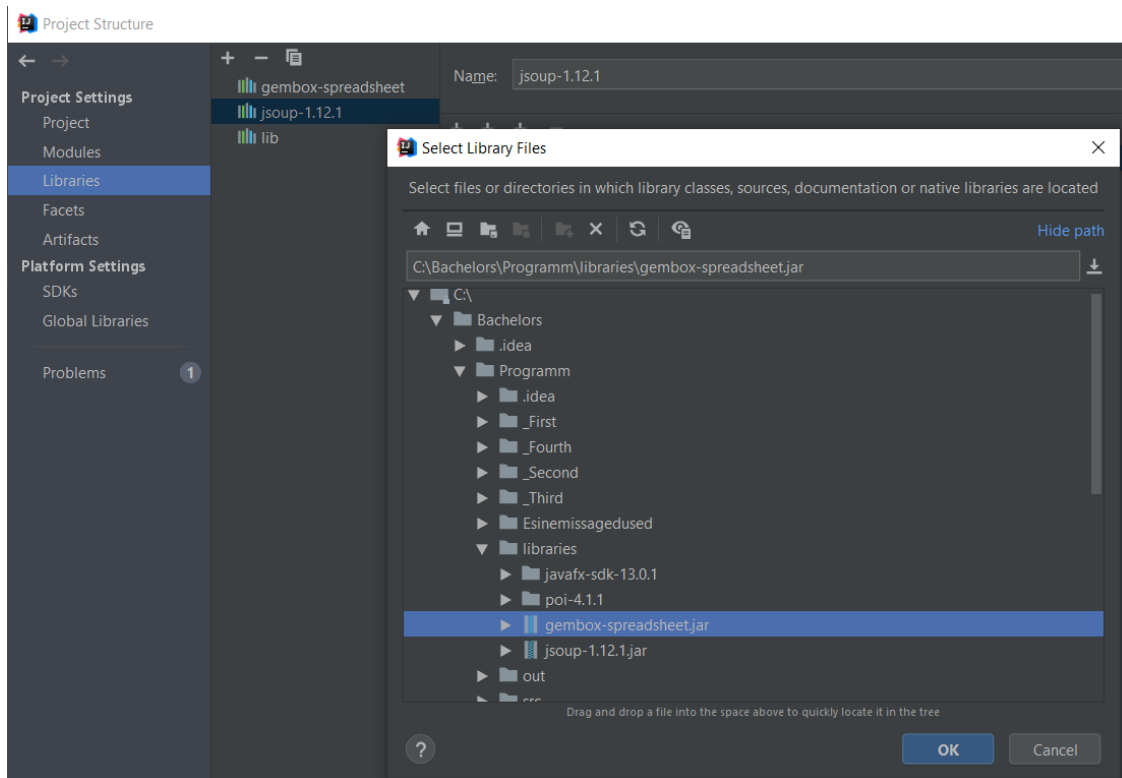 Project Structure
Project Settings
Project
Modules
Libraries
Facets
Artifacts
Platform Settings
SDKs
Global Libraries
Problems 1
gembox-spreadsheet
jsoup-1.12.1
lib
Name: jsoup-1.12.1
Select Library Files
Select files or directories in which library classes, sources, documentation or native libraries are located
Hide path
C:\Bachelors\Programm\libraries\gembox-spreadsheet.jar
C:\
Bachelors
.idea
Programm
.idea
_First
_Fourth
_Second
_Third
Esinemissagedused
libraries
javafx-sdk-13.0.1
poi-4.1.1
gembox-spreadsheet.jar
jsoup-1.12.1.jar
out
Drag and drop a file into the space above to quickly locate it in the tree
? OK Cancel